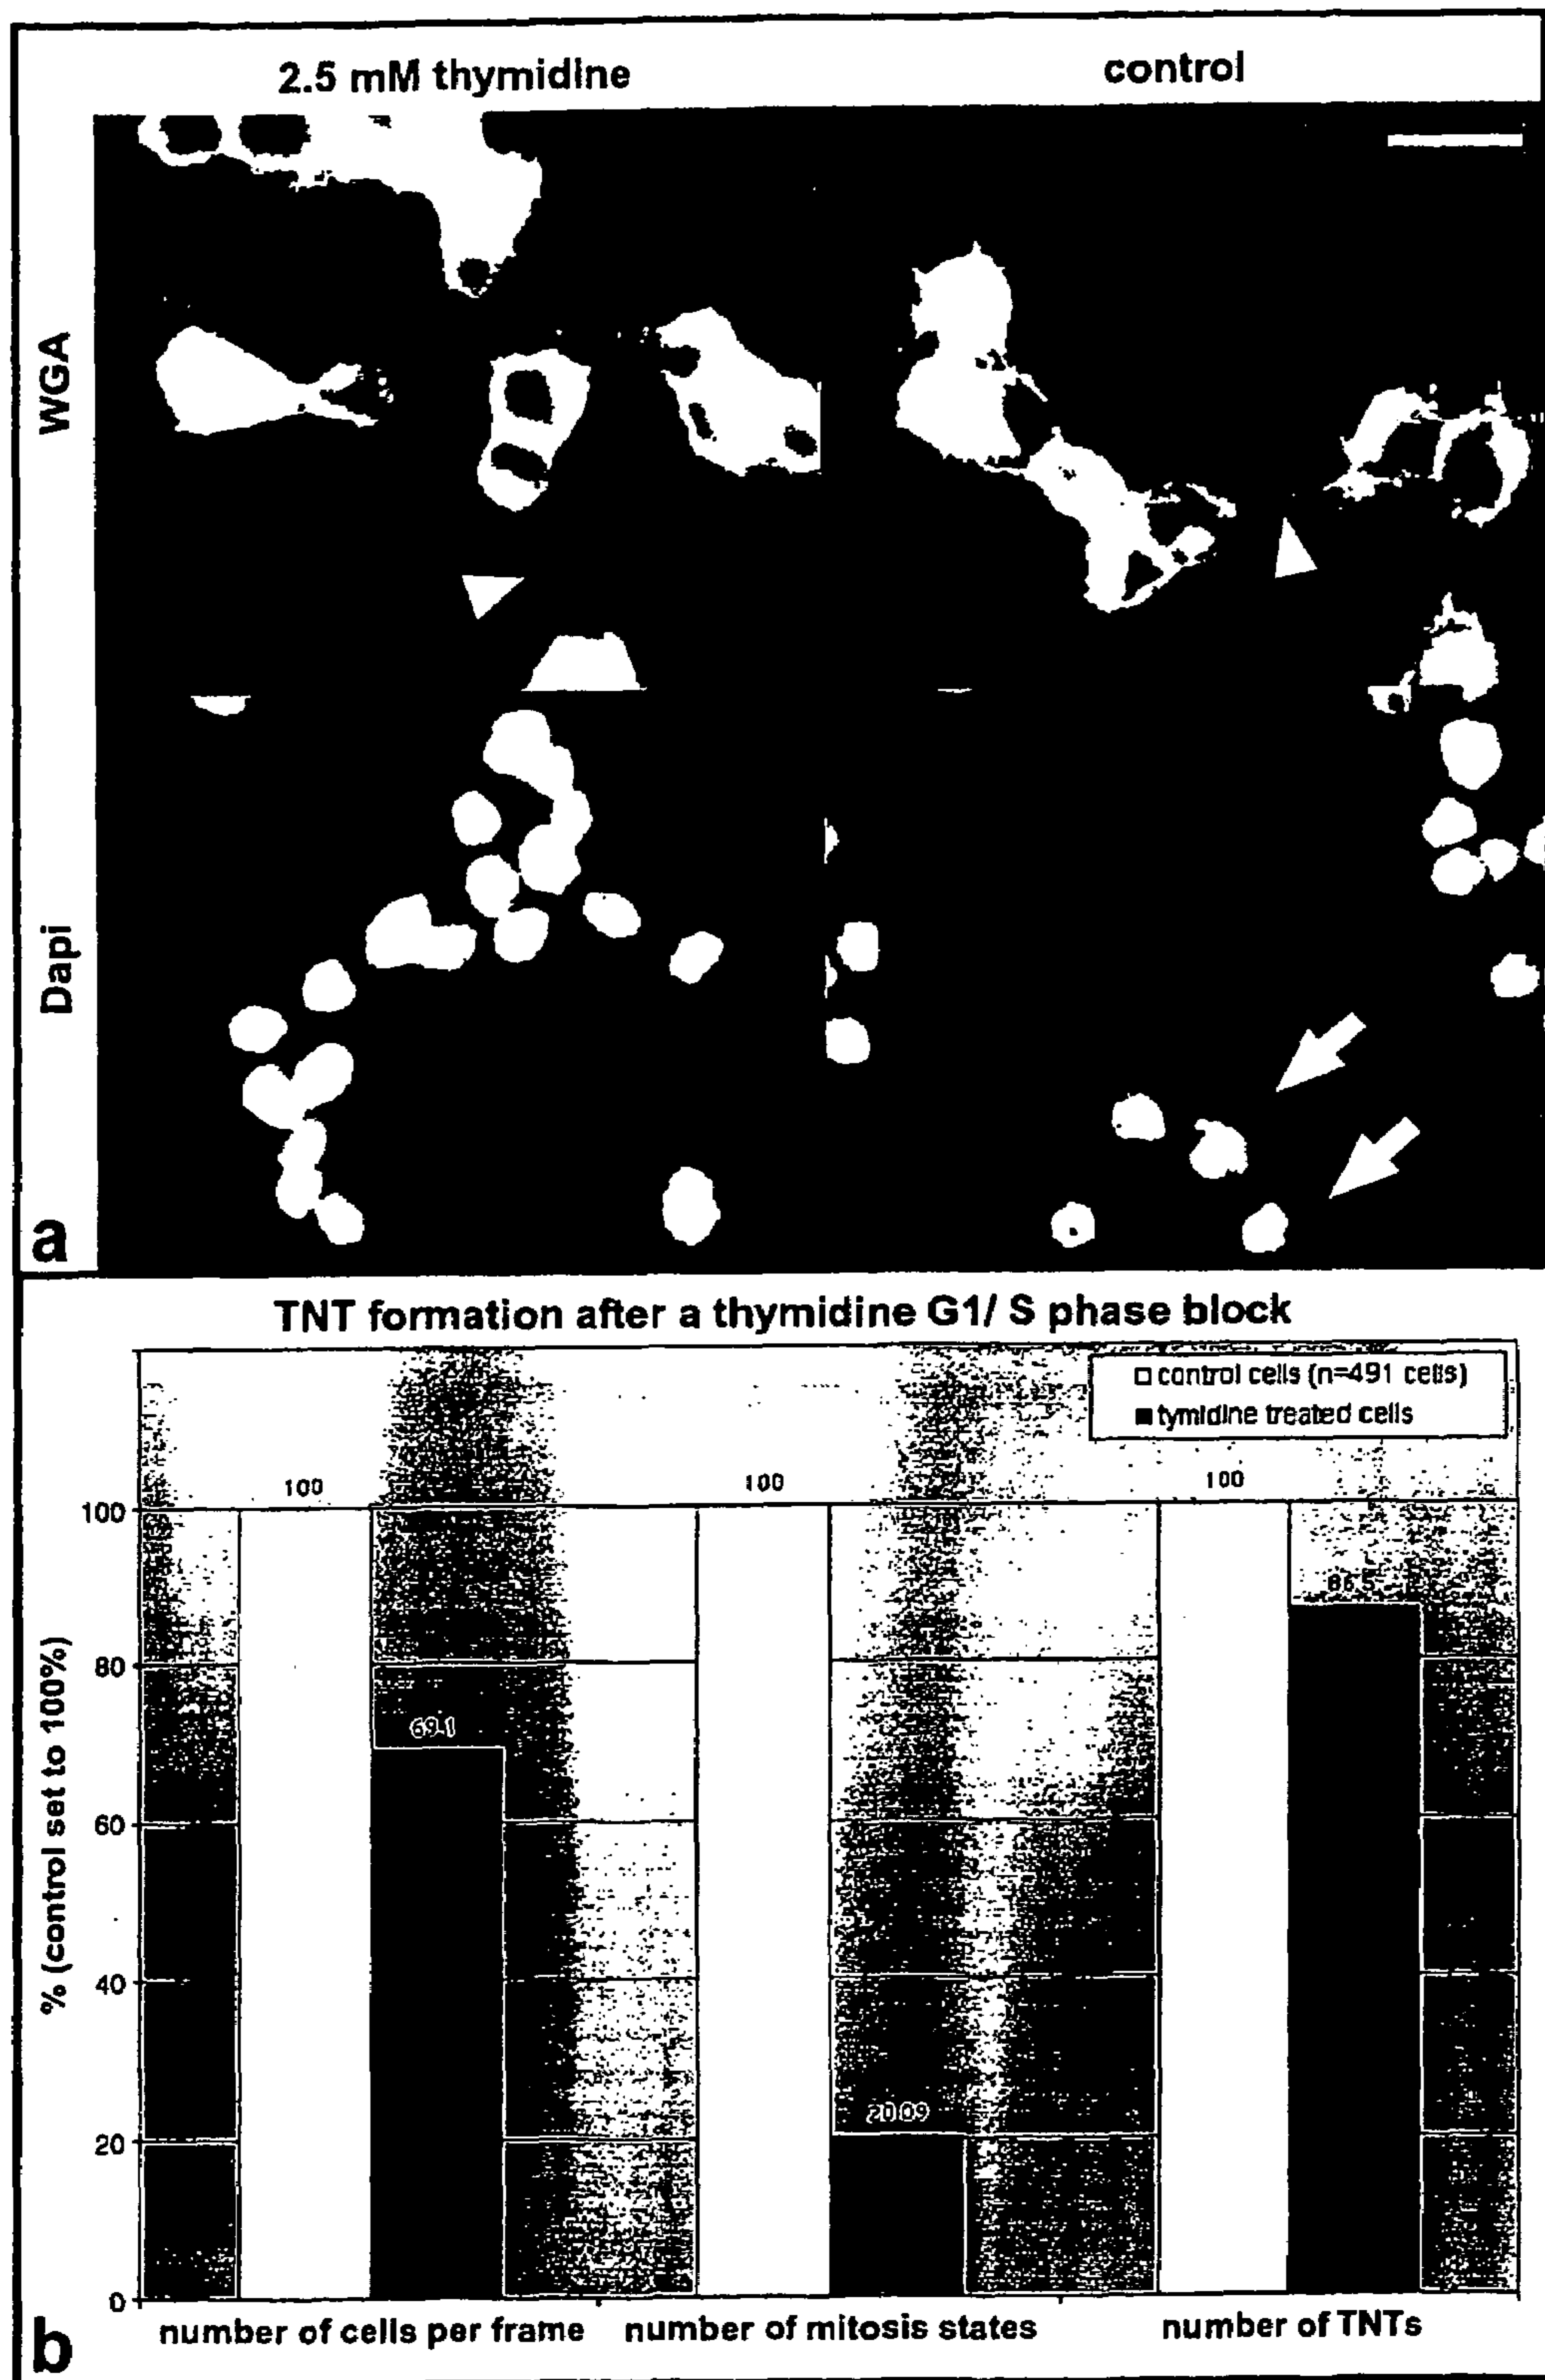 2.5 mM thymidine
control
WGA
Dapi
a
TNT formation after a thymidine G1/ S phase block
□ control cells (n=491 cells)
■ tymidine treated cells
100
100
100
100
86.5
80
69.1
60
40
20.09
20
0
% (control set to 100%)
number of cells per frame
number of mitosis states
number of TNTs
b